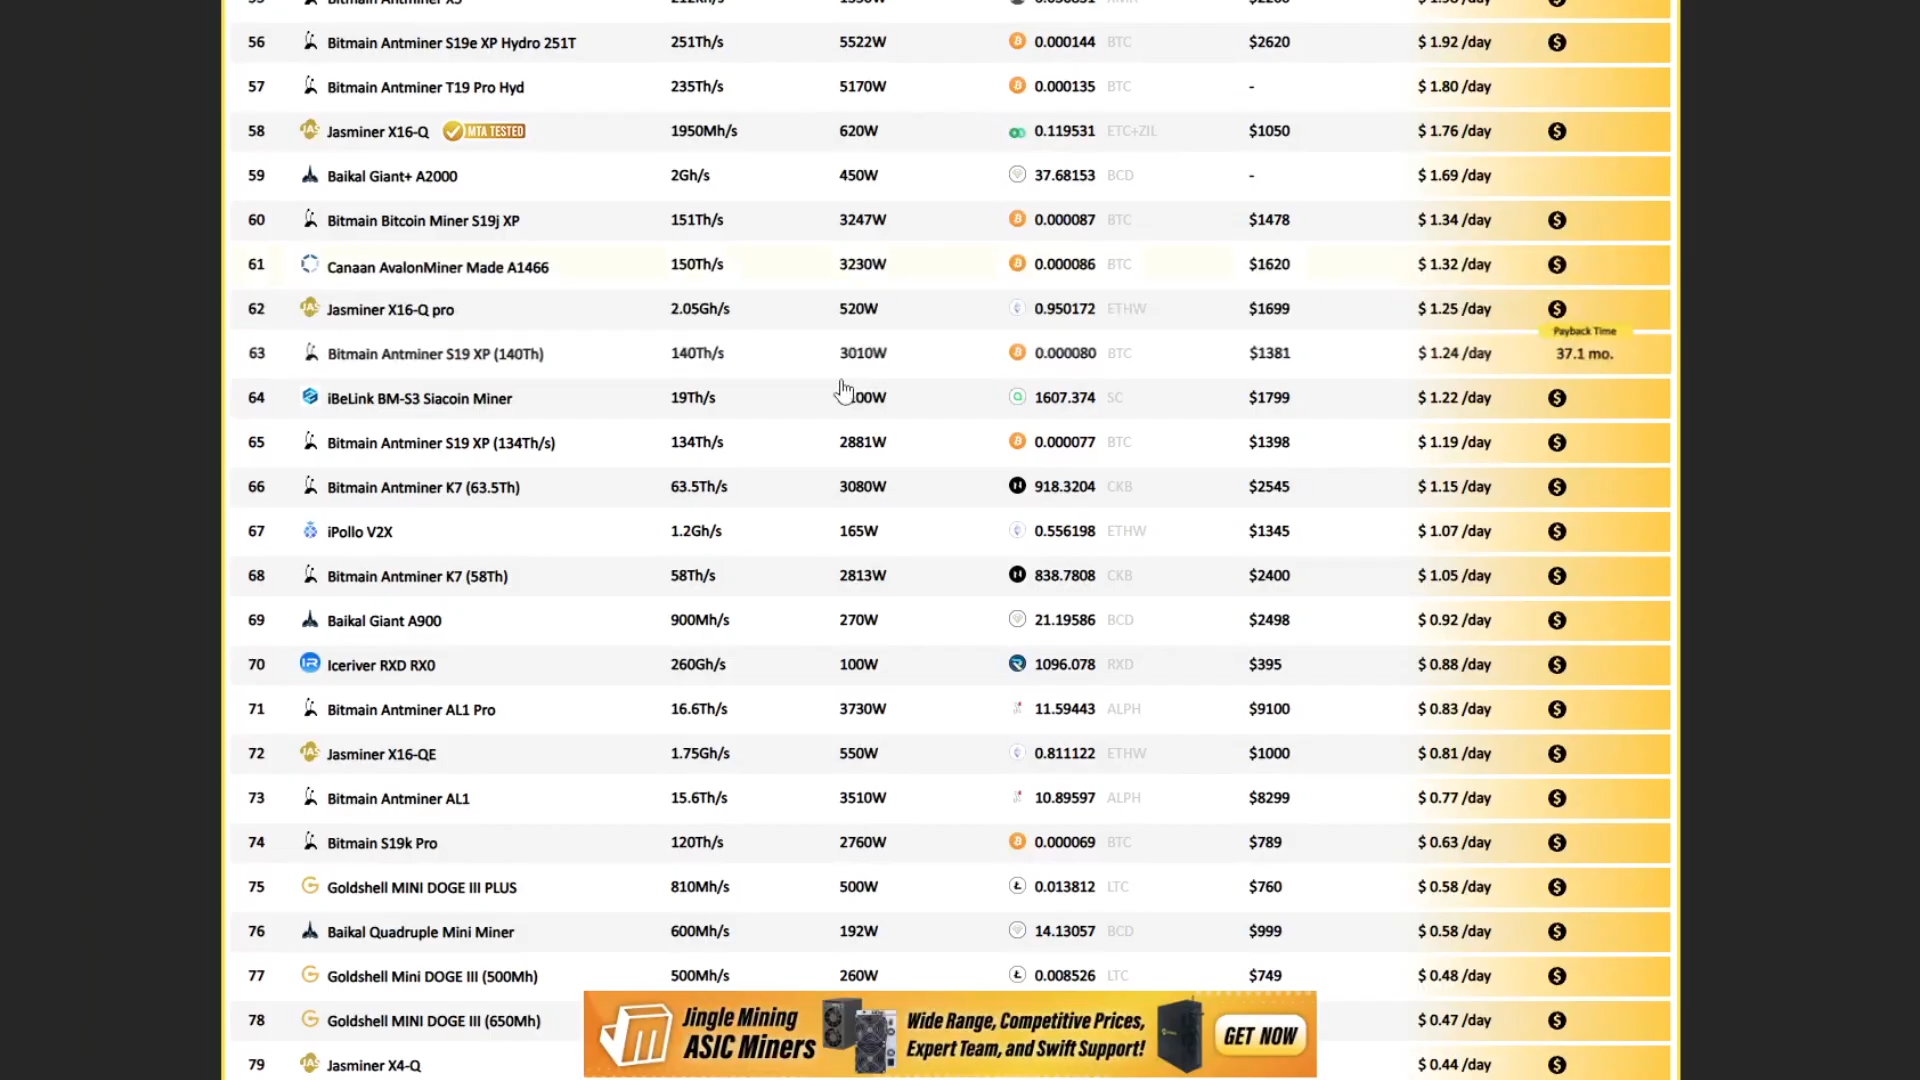 56 Bitmain Antminer S19e XP Hydro 251T 251Th/s 5522W 0.000144 BTC $2620 $ 1.92 /day
57 Bitmain Antminer T19 Pro Hyd 235Th/s 5170W 0.000135 BTC - $ 1.80 /day
58 Jasminer X16-Q MTA TESTED 1950Mh/s 620W 0.119531 ETC+ZIL $1050 $ 1.76 /day
59 Baikal Giant+ A2000 2Gh/s 450W 37.68153 BCD - $ 1.69 /day
60 Bitmain Bitcoin Miner S19j XP 151Th/s 3247W 0.000087 BTC $1478 $ 1.34 /day
61 Canaan AvalonMiner Made A1466 150Th/s 3230W 0.000086 BTC $1620 $ 1.32 /day
62 Jasminer X16-Q pro 2.05Gh/s 520W 0.950172 ETHW $1699 $ 1.25 /day
Payback Time
63 Bitmain Antminer S19 XP (140Th) 140Th/s 3010W 0.000080 BTC $1381 $ 1.24 /day 37.1 mo.
64 iBeLink BM-S3 Siacoin Miner 19Th/s 1607.374 SC $1799 $ 1.22 /day
65 Bitmain Antminer S19 XP (134Th/s) 134Th/s 2881W 0.000077 BTC $1398 $ 1.19 /day
66 Bitmain Antminer K7 (63.5Th) 63.5Th/s 3080W 918.3204 CKB $2545 $ 1.15 /day
67 iPollo V2X 1.2Gh/s 165W 0.556198 ETHW $1345 $ 1.07 /day
68 Bitmain Antminer K7 (58Th) 58Th/s 2813W 838.7808 CKB $2400 $ 1.05 /day
69 Baikal Giant A900 900Mh/s 270W 21.19586 BCD $2498 $ 0.92 /day
70 Iceriver RXD RX0 260Gh/s 100W 1096.078 RXD $395 $ 0.88 /day
71 Bitmain Antminer AL1 Pro 16.6Th/s 3730W 11.59443 ALPH $9100 $ 0.83 /day
72 Jasminer X16-QE 1.75Gh/s 550W 0.811122 ETHW $1000 $ 0.81 /day
73 Bitmain Antminer AL1 15.6Th/s 3510W 10.89597 ALPH $8299 $ 0.77 /day
74 Bitmain S19k Pro 120Th/s 2760W 0.000069 BTC $789 $ 0.63 /day
75 Goldshell MINI DOGE III PLUS 810Mh/s 500W 0.013812 LTC $760 $ 0.58 /day
76 Baikal Quadruple Mini Miner 600Mh/s 192W 14.13057 BCD $999 $ 0.58 /day
77 Goldshell Mini DOGE III (500Mh) 500Mh/s 260W 0.008526 LTC $749 $ 0.48 /day
78 Goldshell MINI DOGE III (650Mh) $ 0.47 /day
79 Jasminer X4-Q $ 0.44 /day
Jingle Mining
ASIC Miners
Wide Range, Competitive Prices,
Expert Team, and Swift Support!
GET NOW